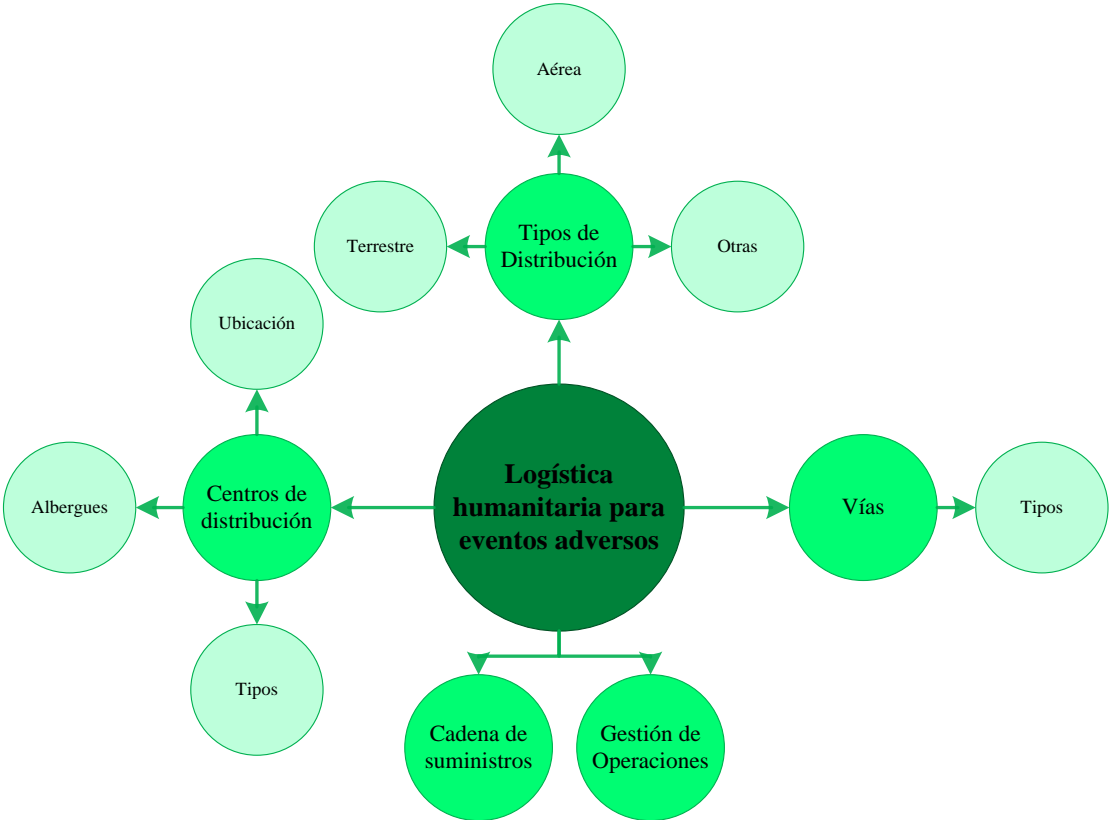 Aérea
Terrestre
Tipos de
Distribución
Otras
Ubicación
Albergues
Centros de
distribución
Logística
humanitaria para
eventos adversos
Vías
Tipos
Tipos
Cadena de
suministros
Gestión de
Operaciones